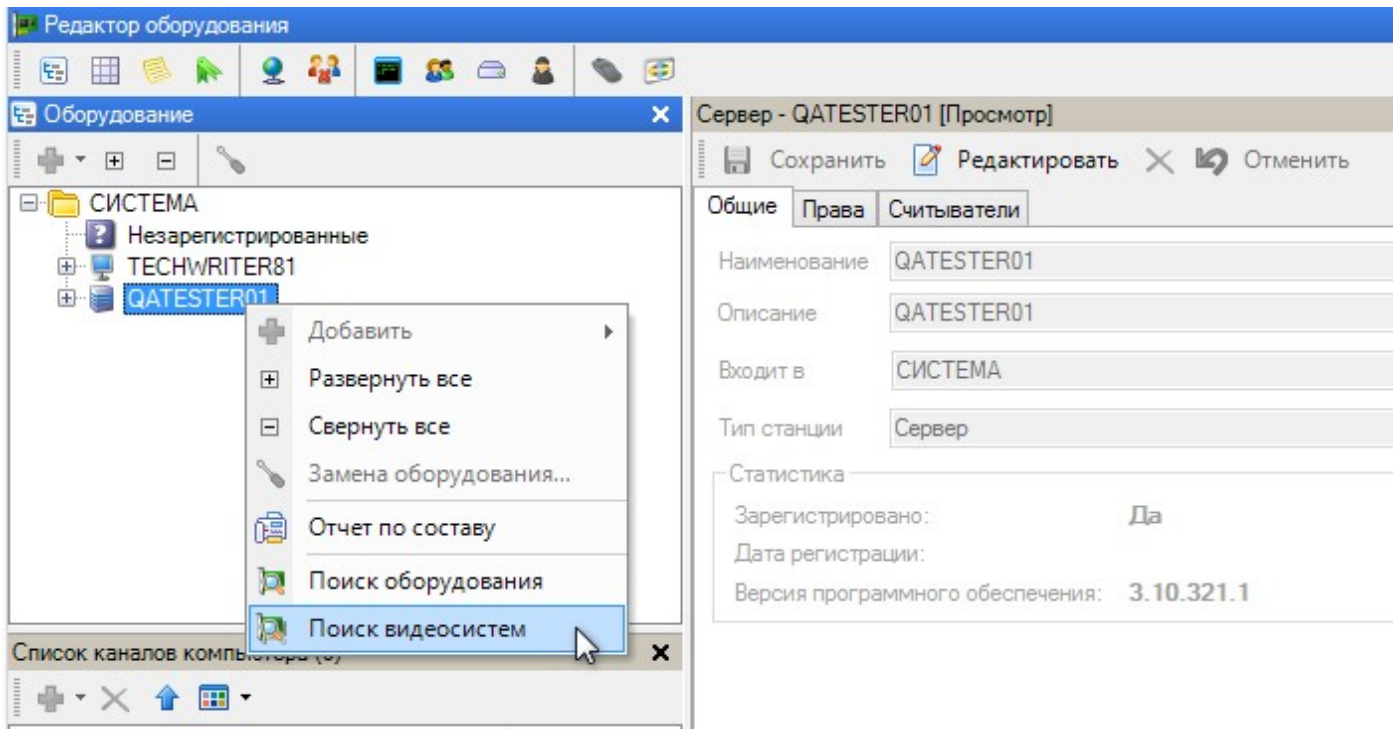 Редактор оборудования
Оборудование
СИСТЕМА
Незарегистрированные
TECHWRITER81
QATESTER01
Добавить
Развернуть все
Свернуть все
Замена оборудования...
Отчет по составу
Поиск оборудования
Поиск видеосистем
Список каналов
Сервер - QATESTER01 [Просмотр]
Сохранить Редактировать Отменить
Общие Права Считыватели
Наименование QATESTER01
Описание QATESTER01
Входит в СИСТЕМА
Тип станции Сервер
Статистика
Зарегистрировано: Да
Дата регистрации:
Версия программного обеспечения: 3.10.321.1